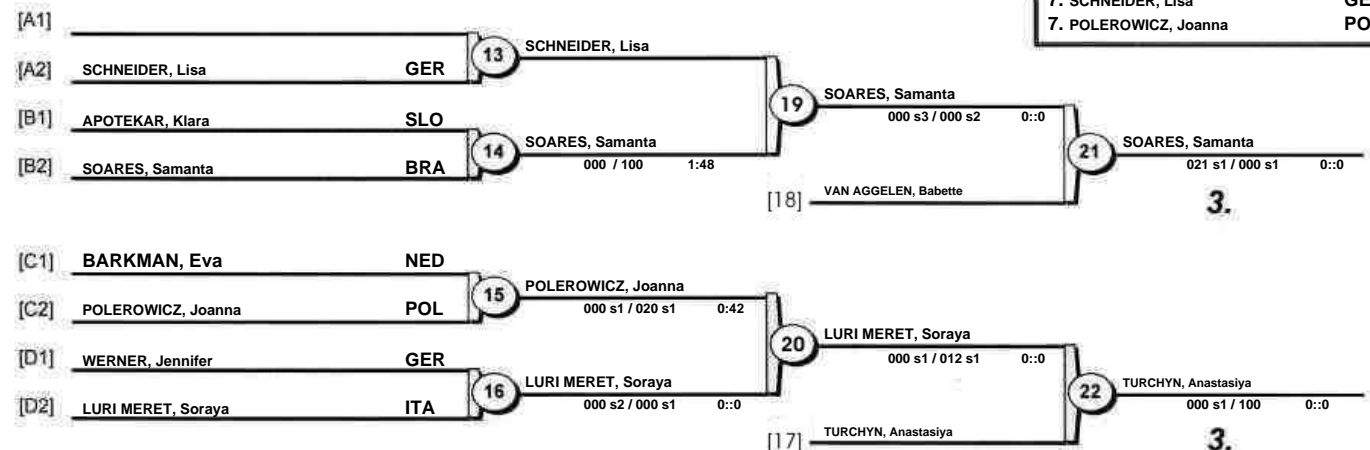 7. SCHNEIDER, Lisa GE
7. POLEROWICZ, Joanna PO
[A1]
13 SCHNEIDER, Lisa
[A2] SCHNEIDER, Lisa GER
19 SOARES, Samanta
000 s3 / 000 s2 0::0
[B1] APOTEKAR, Klara SLO
14 SOARES, Samanta
000 / 100 1:48
[B2] SOARES, Samanta BRA
21 SOARES, Samanta
021 s1 / 000 s1 0::0
[18] VAN AGGELEN, Babette
3.
[C1] BARKMAN, Eva NED
15 POLEROWICZ, Joanna
000 s1 / 020 s1 0:42
[C2] POLEROWICZ, Joanna POL
20 LURI MERET, Soraya
000 s1 / 012 s1 0::0
[D1] WERNER, Jennifer GER
16 LURI MERET, Soraya
000 s2 / 000 s1 0::0
[D2] LURI MERET, Soraya ITA
22 TURCHYN, Anastasiya
000 s1 / 100 0::0
[17] TURCHYN, Anastasiya
3.